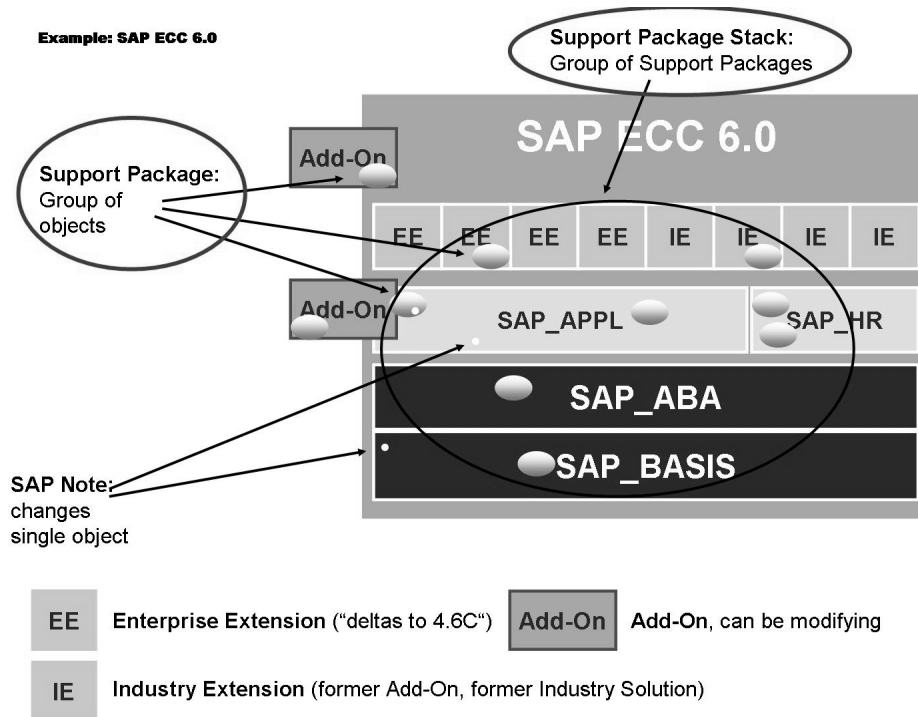 Example: SAP ECC 6.0
Support Package Stack:
Group of Support Packages
SAP ECC 6.0
Add-On
Support Package:
Group of
objects
EE EE EE EE IE IE IE IE
Add-On
SAP_APPL
SAP_HR
SAP_ABA
SAP_BASIS
SAP Note:
changes
single object
EE
Enterprise Extension (“deltas to 4.6C“)
Add-On
Add-On, can be modifying
IE
Industry Extension (former Add-On, former Industry Solution)